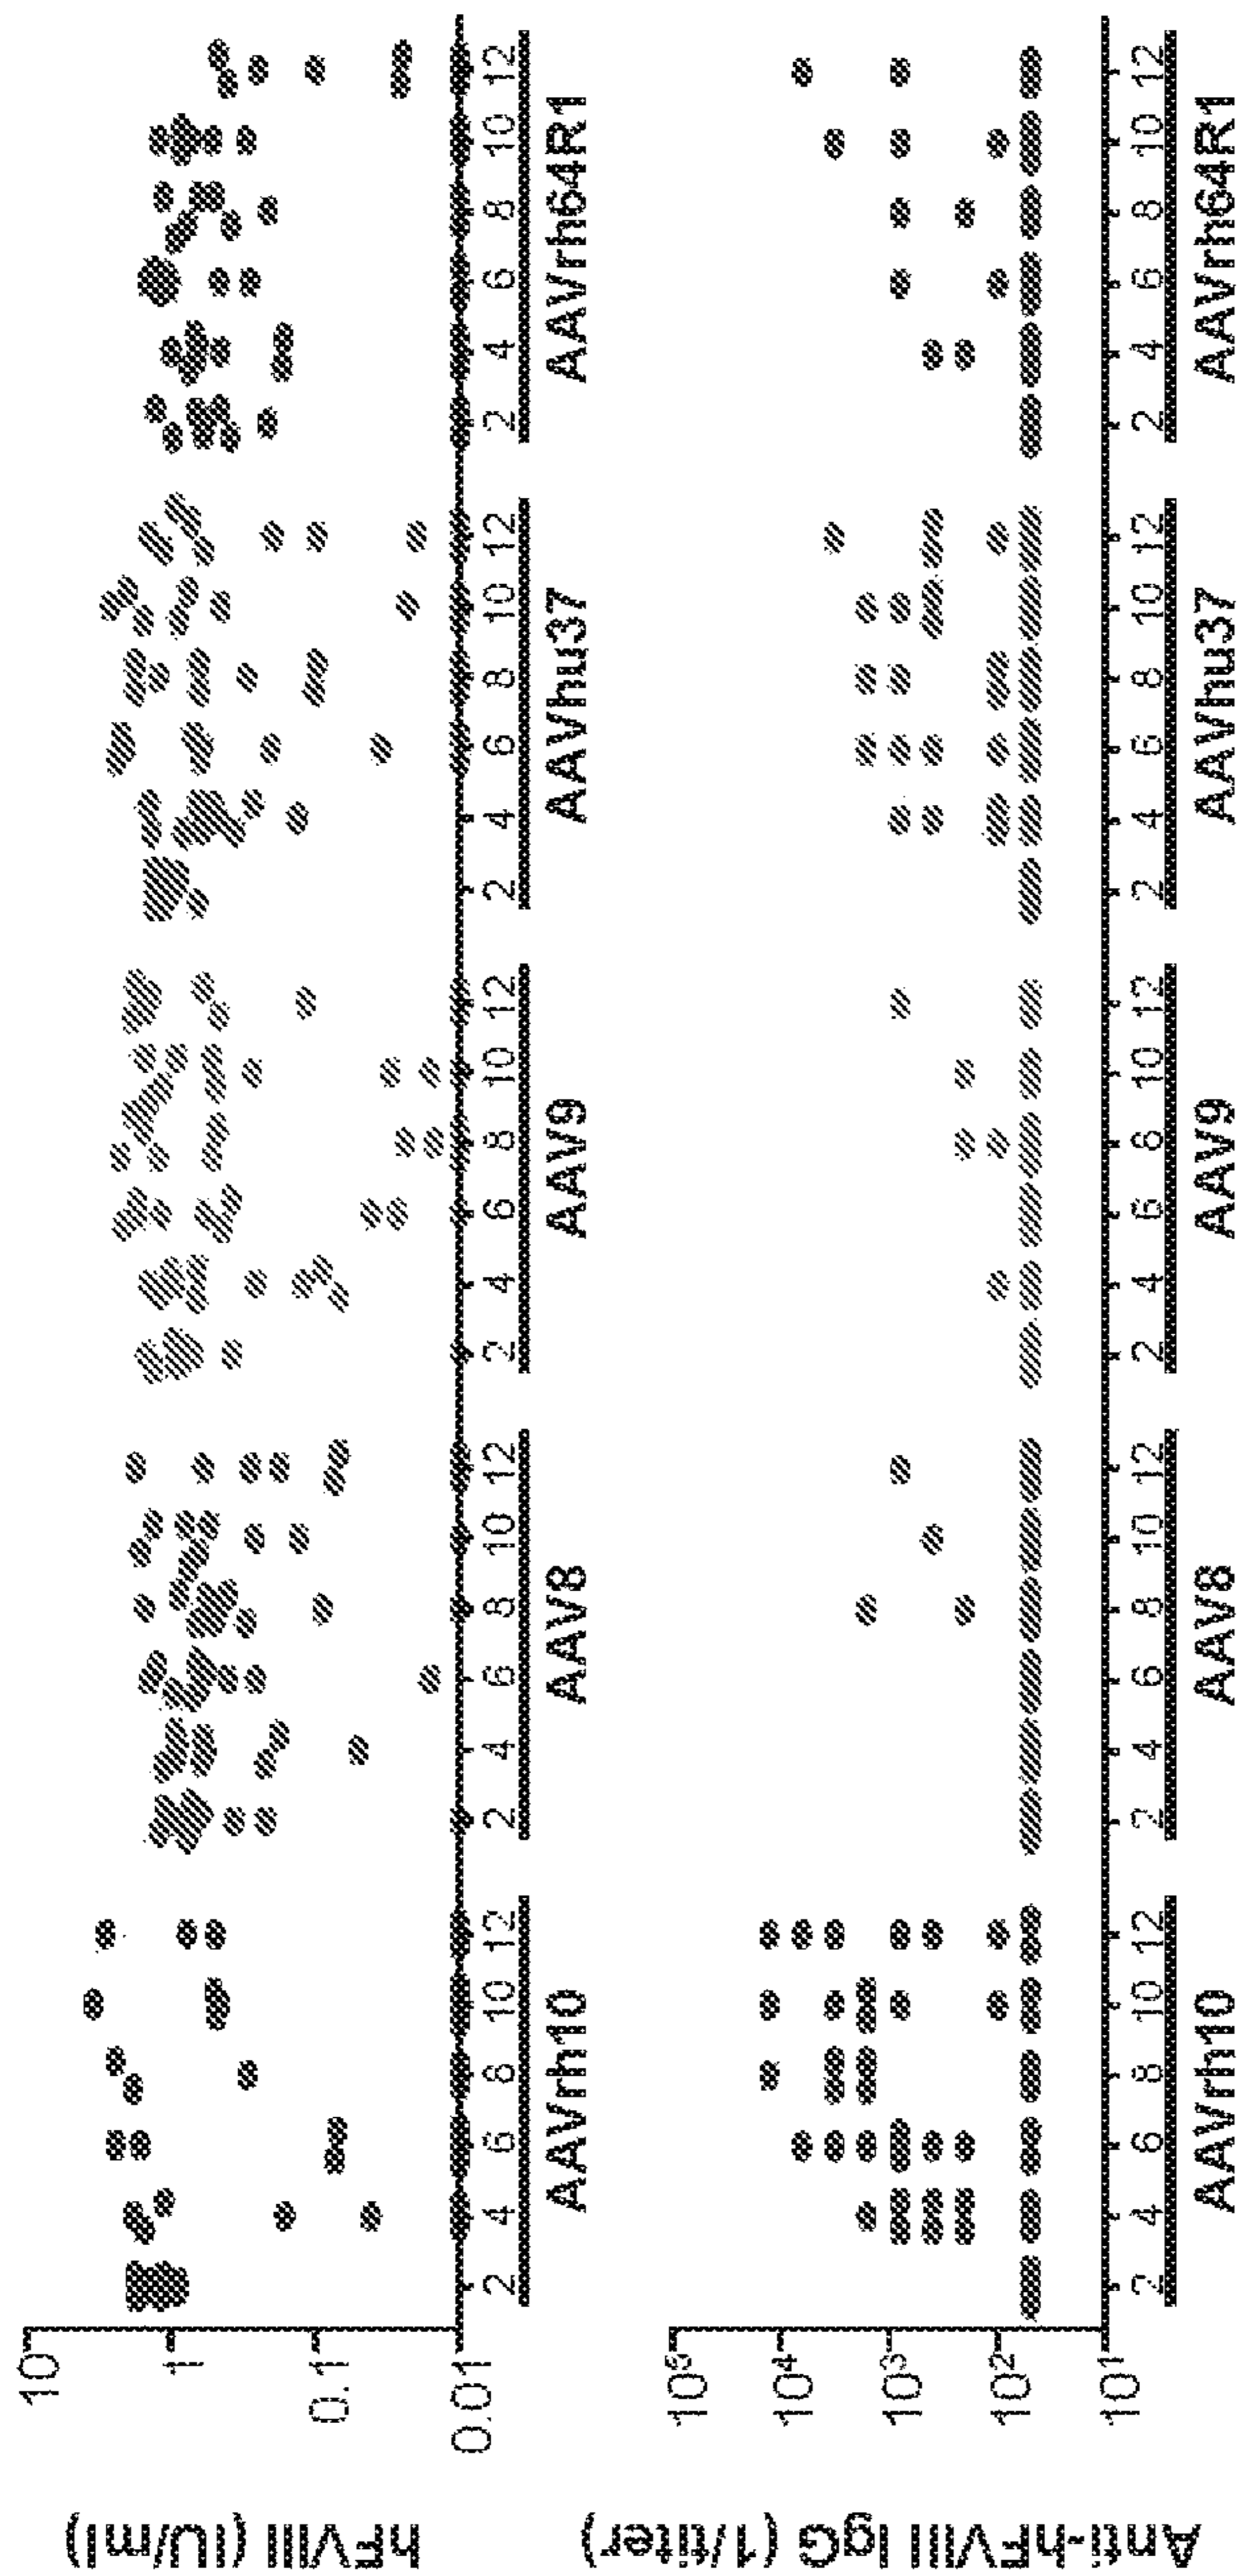 hFVIII (IU/ml)
10
1
0.1
0.01
2 4 6 8 10 12 2 4 6 8 10 12 2 4 6 8 10 12 2 4 6 8 10 12 2 4 6 8 10 12
AAVrh10 AAV8 AAV9 AAVhu37 AAVrh64R1
Anti-hFVIII IgG (1/titer)
10⁵
10⁴
10³
10²
10¹
2 4 6 8 10 12 2 4 6 8 10 12 2 4 6 8 10 12 2 4 6 8 10 12 2 4 6 8 10 12
AAVrh10 AAV8 AAV9 AAVhu37 AAVrh64R1